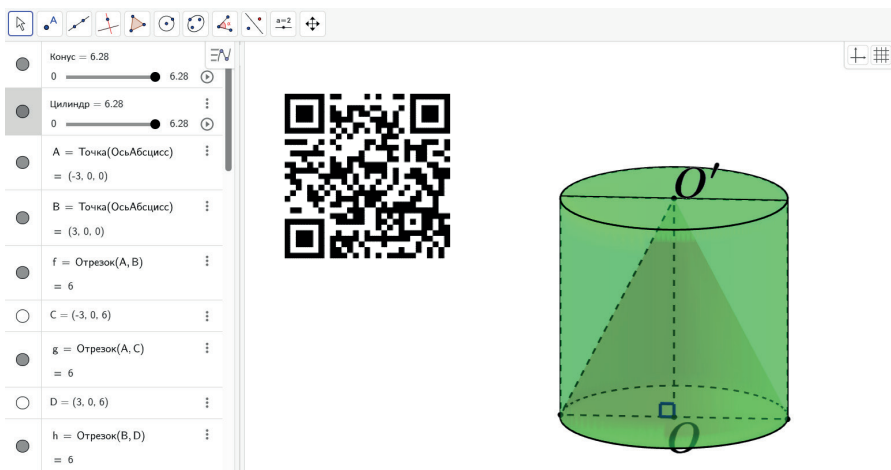 A
a=2
Конус = 6.28
0 6.28
Цилиндр = 6.28
0 6.28
A = Точка(ОсьАбсцисс)
= (-3, 0, 0)
B = Точка(ОсьАбсцисс)
= (3, 0, 0)
f = Отрезок(A, B)
= 6
C = (-3, 0, 6)
g = Отрезок(A, C)
= 6
D = (3, 0, 6)
h = Отрезок(B, D)
= 6
O'
O